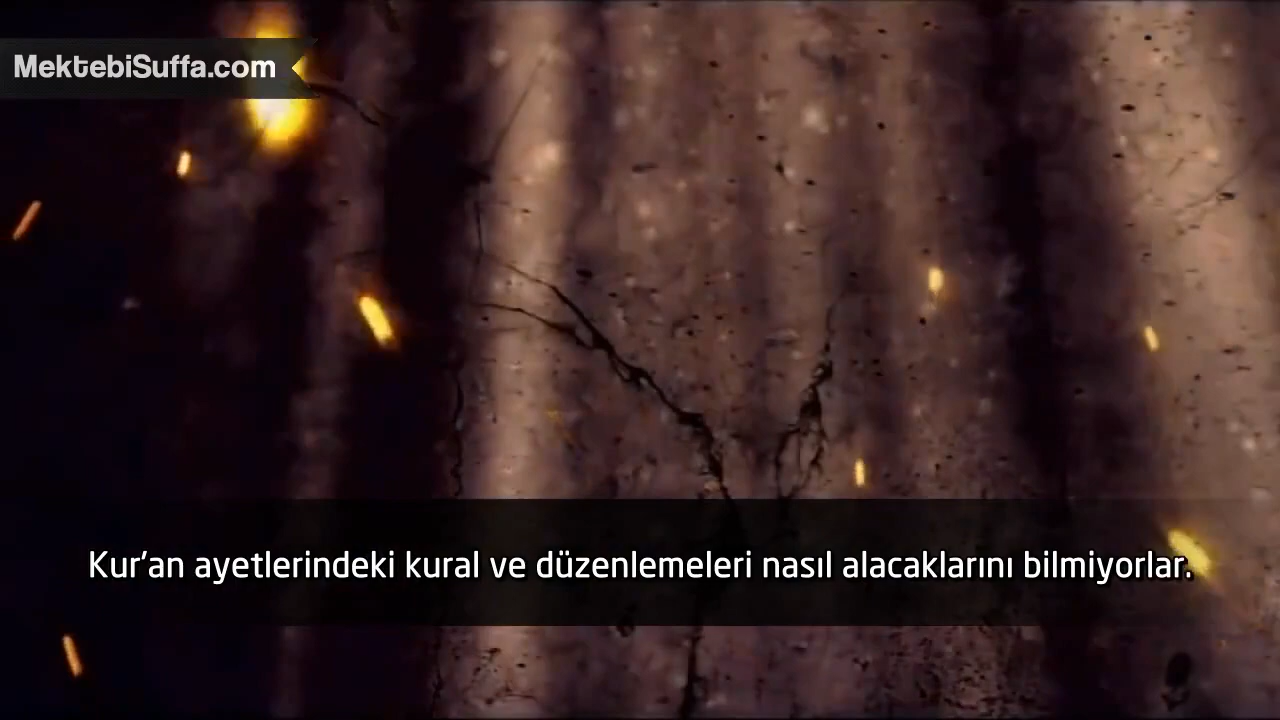 MektebiSuffa.com
Kur’an ayetlerindeki kural ve düzenlemeleri nasıl alacaklarını bilmiyorlar.